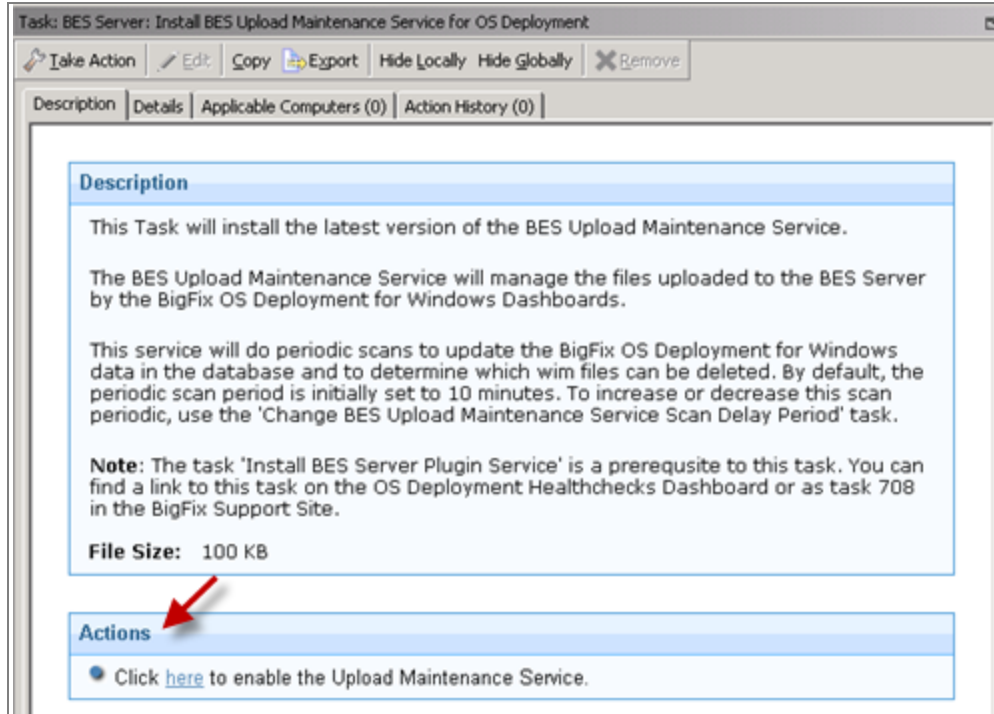 Task: BES Server: Install BES Upload Maintenance Service for OS Deployment
Take Action Edit Copy Export Hide Locally Hide Globally Remove
Description Details Applicable Computers (0) Action History (0)
Description
This Task will install the latest version of the BES Upload Maintenance Service.
The BES Upload Maintenance Service will manage the files uploaded to the BES Server
by the BigFix OS Deployment for Windows Dashboards.
This service will do periodic scans to update the BigFix OS Deployment for Windows
data in the database and to determine which wim files can be deleted. By default, the
periodic scan period is initially set to 10 minutes. To increase or decrease this scan
periodic, use the 'Change BES Upload Maintenance Service Scan Delay Period' task.
Note: The task 'Install BES Server Plugin Service' is a prerequsite to this task. You can
find a link to this task on the OS Deployment Healthchecks Dashboard or as task 708
in the BigFix Support Site.
File Size: 100 KB
Actions
Click here to enable the Upload Maintenance Service.